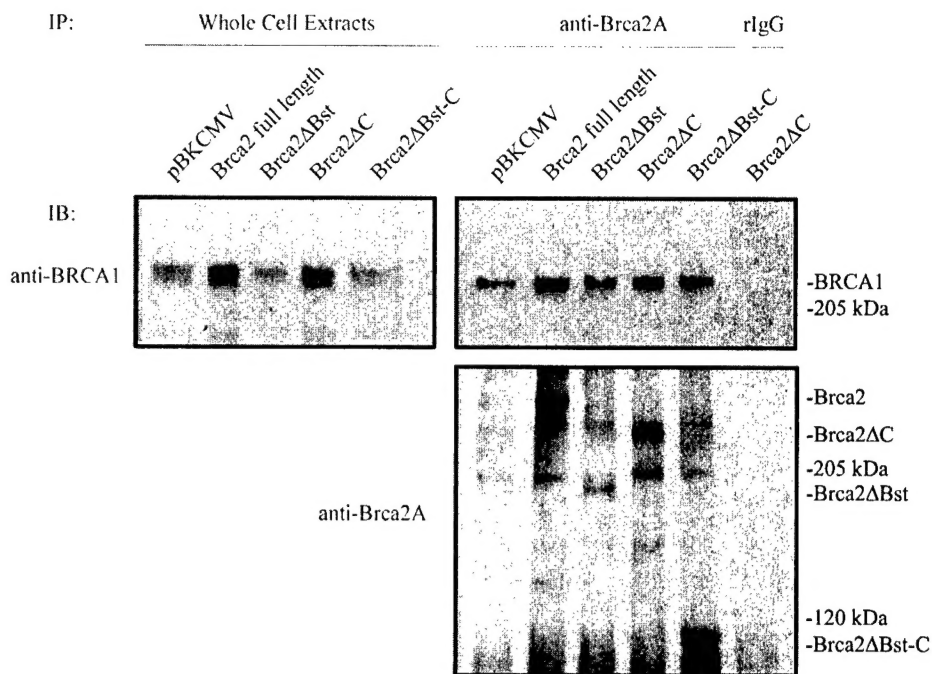 IP: Whole Cell Extracts anti-Brca2A rIgG
pBKCMV
Brca2 full length
Brca2ΔBst
Brca2ΔC
Brca2ΔBst-C
pBKCMV
Brca2 full length
Brca2ΔBst
Brca2ΔC
Brca2ΔBst-C
Brca2ΔC
IB:
anti-BRCA1
-BRCA1
-205 kDa
-Brca2
-Brca2ΔC
-205 kDa
-Brca2ΔBst
anti-Brca2A
-120 kDa
-Brca2ΔBst-C